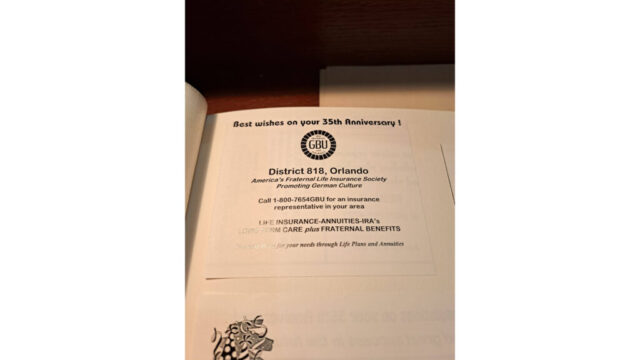 Best wishes on your 35th Anniversary !
GBU
District 818, Orlando
America's Fraternal Life Insurance Society
Promoting German Culture
Call 1-800-7654GBU for an insurance
representative in your area
LIFE INSURANCE-ANNUITIES-IRA's
LONG-TERM CARE plus FRATERNAL BENEFITS
for your needs through Life Plans and Annuities